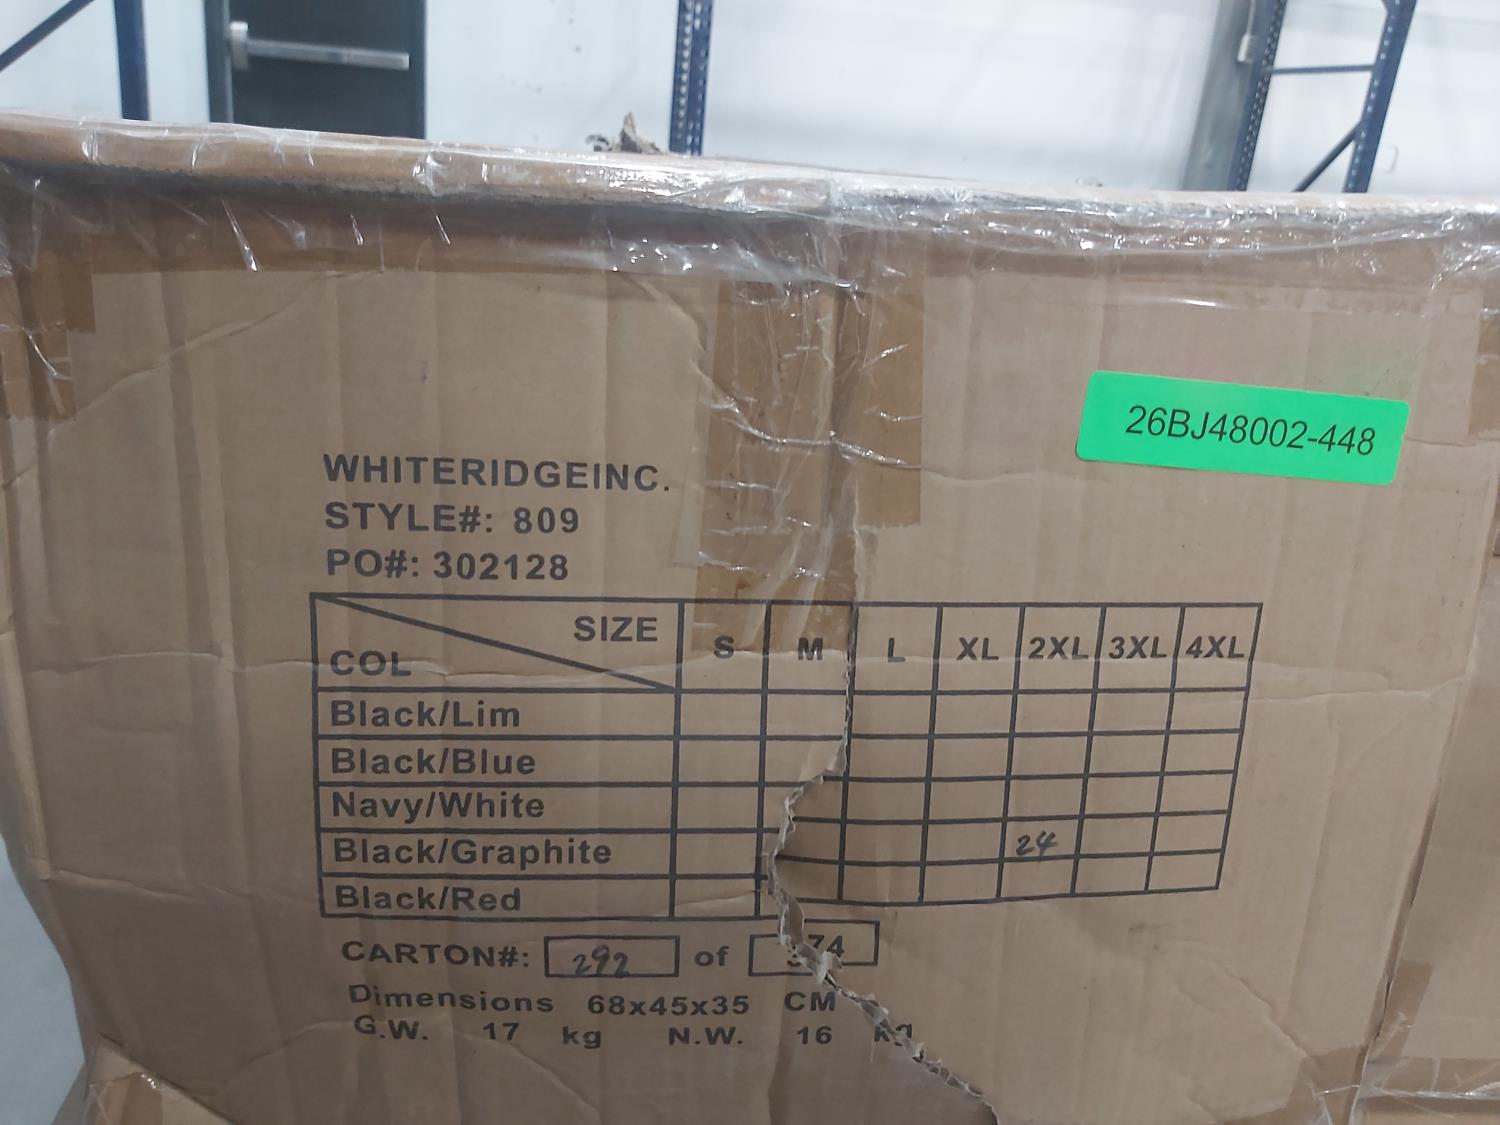 26BJ48002-448
WHITERIDGEINC.
STYLE#: 809
PO#: 302128
SIZE S M L XL 2XL 3XL 4XL
COL
Black/Lim
Black/Blue
Navy/White
Black/Graphite 24
Black/Red
CARTON#: 292 of
Dimensions 68x45x35 CM
G.W. 17 kg N.W. 16 kg